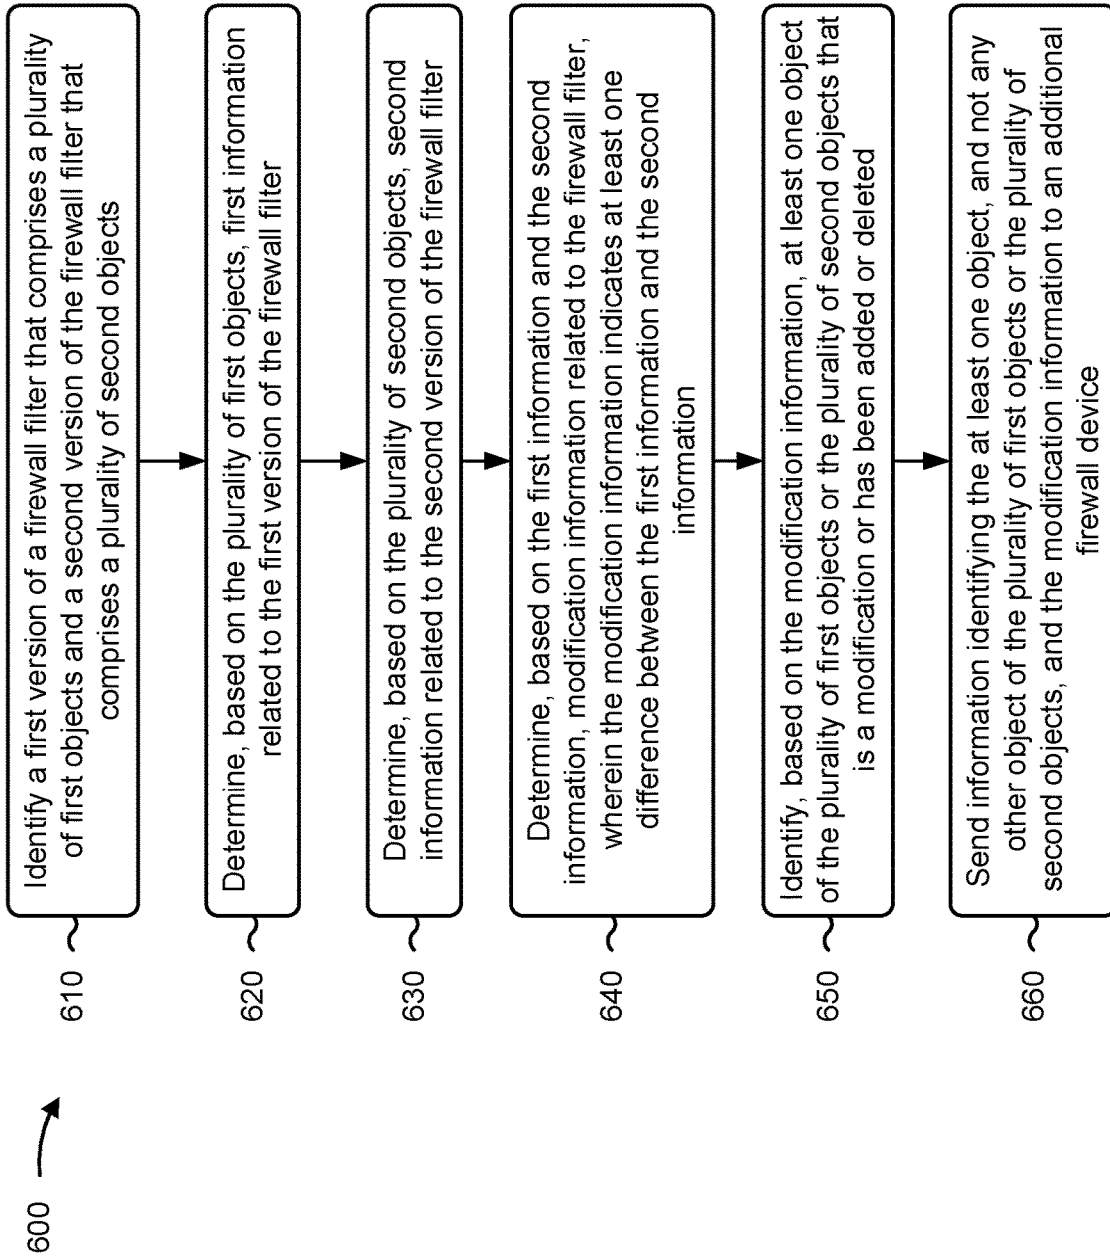 600
610
Identify a first version of a firewall filter that comprises a plurality
of first objects and a second version of the firewall filter that
comprises a plurality of second objects
620
Determine, based on the plurality of first objects, first information
related to the first version of the firewall filter
630
Determine, based on the plurality of second objects, second
information related to the second version of the firewall filter
640
Determine, based on the first information and the second
information, modification information related to the firewall filter,
wherein the modification information indicates at least one
difference between the first information and the second
information
650
Identify, based on the modification information, at least one object
of the plurality of first objects or the plurality of second objects that
is a modification or has been added or deleted
660
Send information identifying the at least one object, and not any
other object of the plurality of first objects or the plurality of
second objects, and the modification information to an additional
firewall device